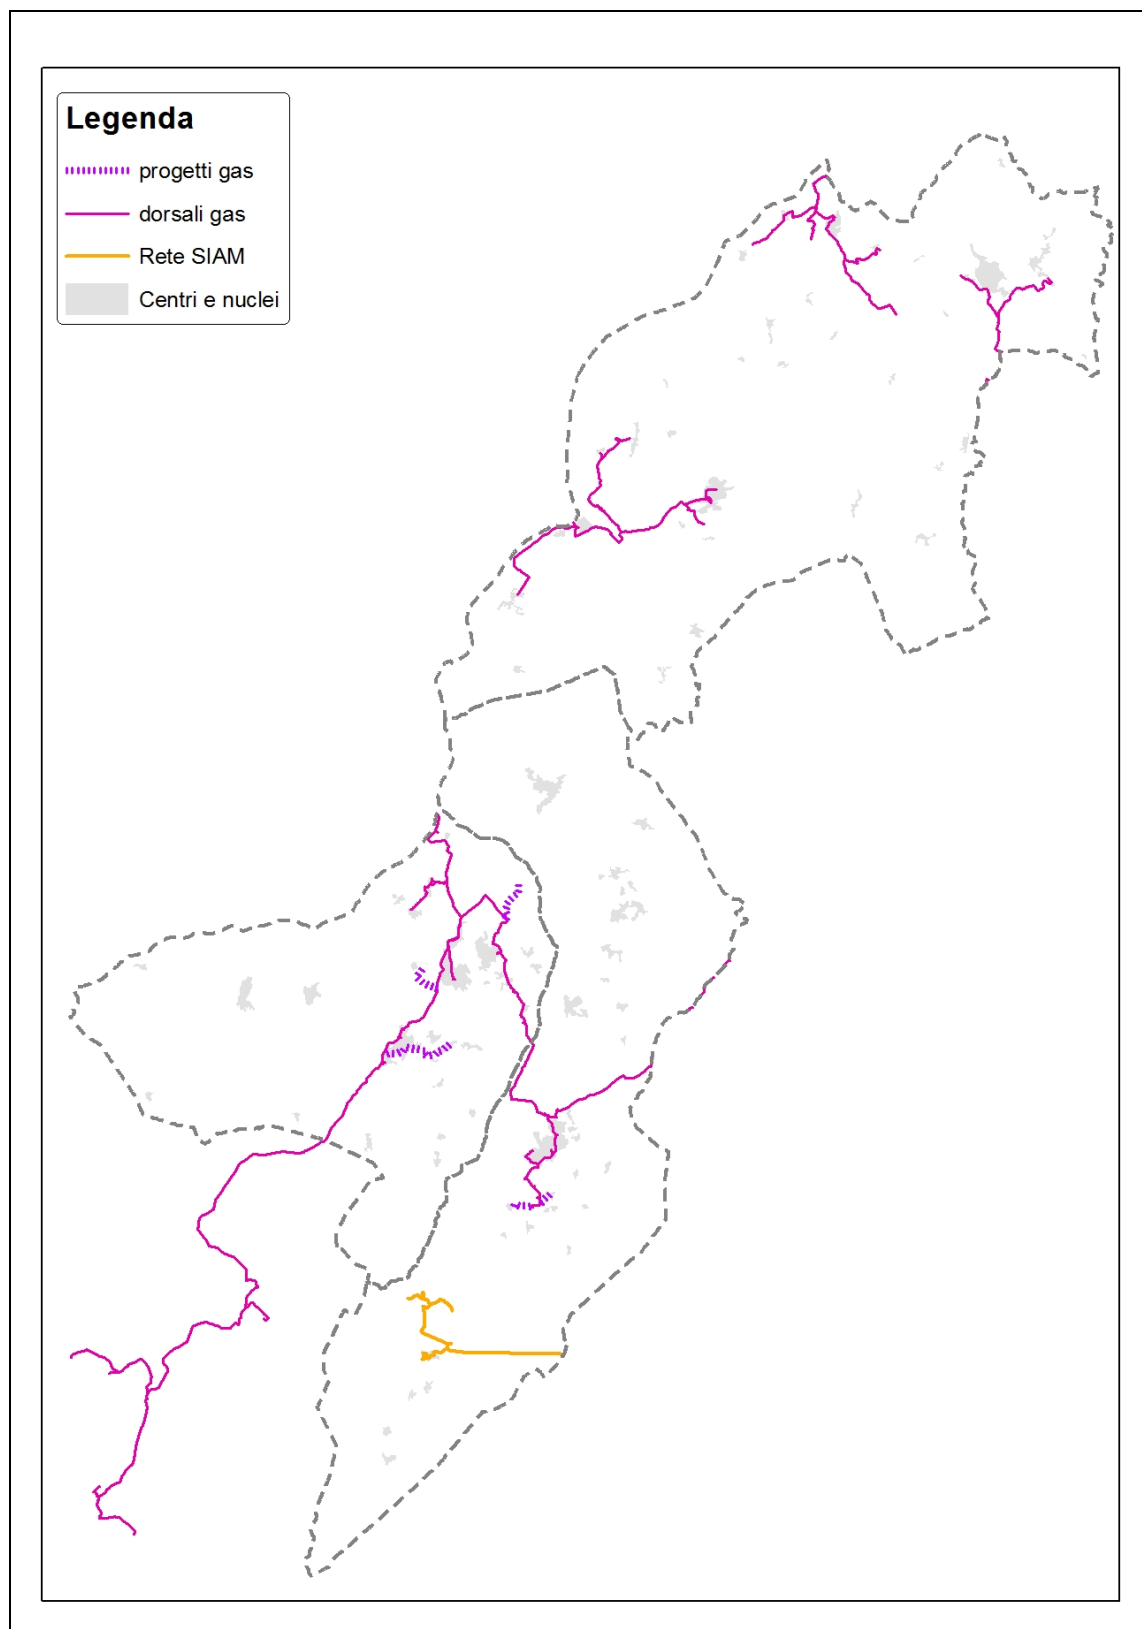 Legenda
progetti gas
dorsali gas
Rete SIAM
Centri e nuclei